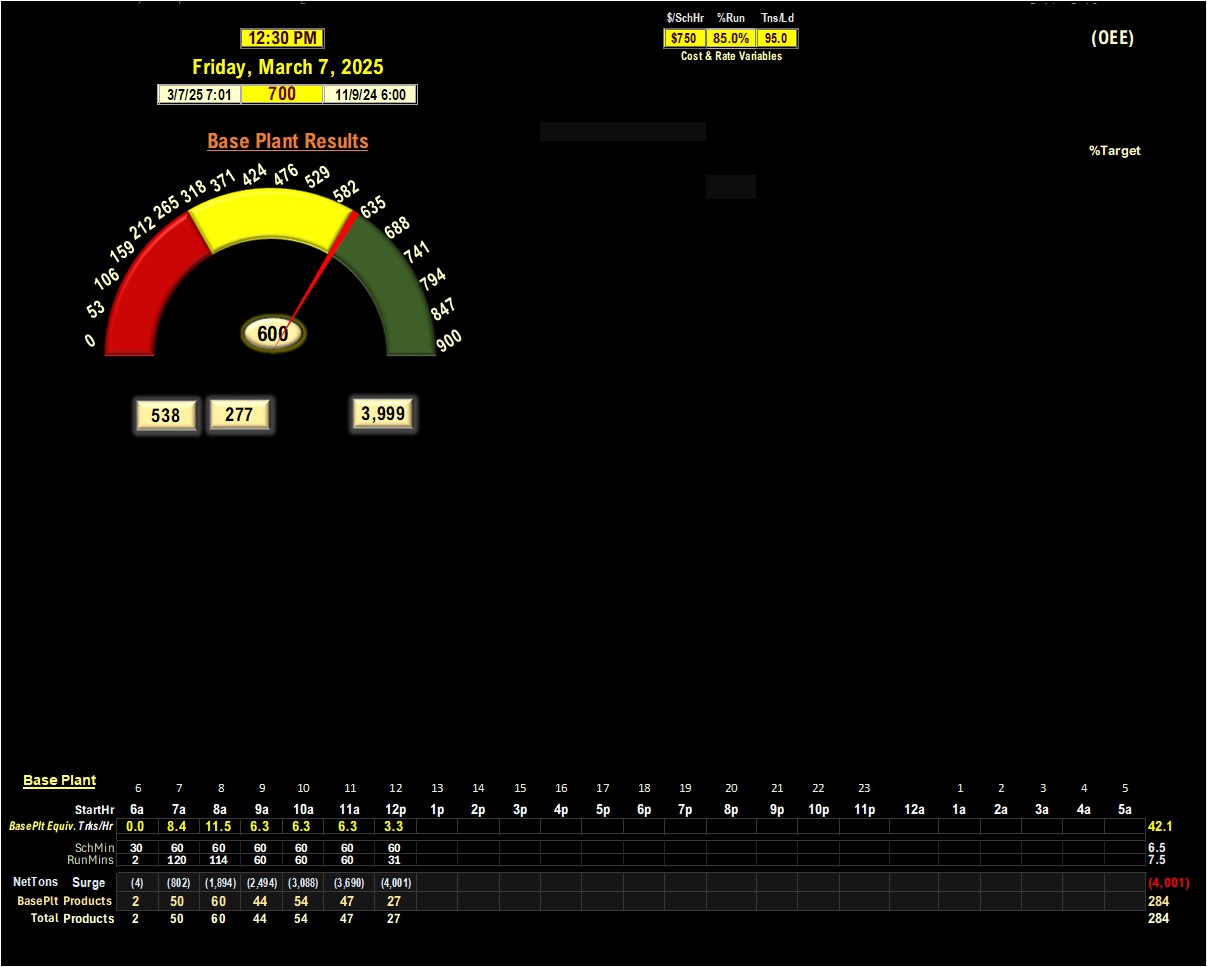 $/SchHr %Run Tns/Ld
12:30 PM $750 85.0% 95.0 (OEE)
Cost & Rate Variables
Friday, March 7, 2025
3/7/25 7:01 700 11/9/24 6:00
Base Plant Results
%Target
0 53 106 159 212 265 318 371 424 476 529 582 635 688 741 794 847 900
600
538 277 3,999
Base Plant
6 7 8 9 10 11 12 13 14 15 16 17 18 19 20 21 22 23 1 2 3 4 5
StartHr 6a 7a 8a 9a 10a 11a 12p 1p 2p 3p 4p 5p 6p 7p 8p 9p 10p 11p 12a 1a 2a 3a 4a 5a
BasePlt Equiv. Trks/Hr 0.0 8.4 11.5 6.3 6.3 6.3 3.3 42.1
SchMin 30 60 60 60 60 60 60 6.5
RunMins 2 120 114 60 60 60 31 7.5
NetTons Surge (4) (802) (1,894) (2,494) (3,088) (3,690) (4,001) (4,001)
BasePlt Products 2 50 60 44 54 47 27 284
Total Products 2 50 60 44 54 47 27 284